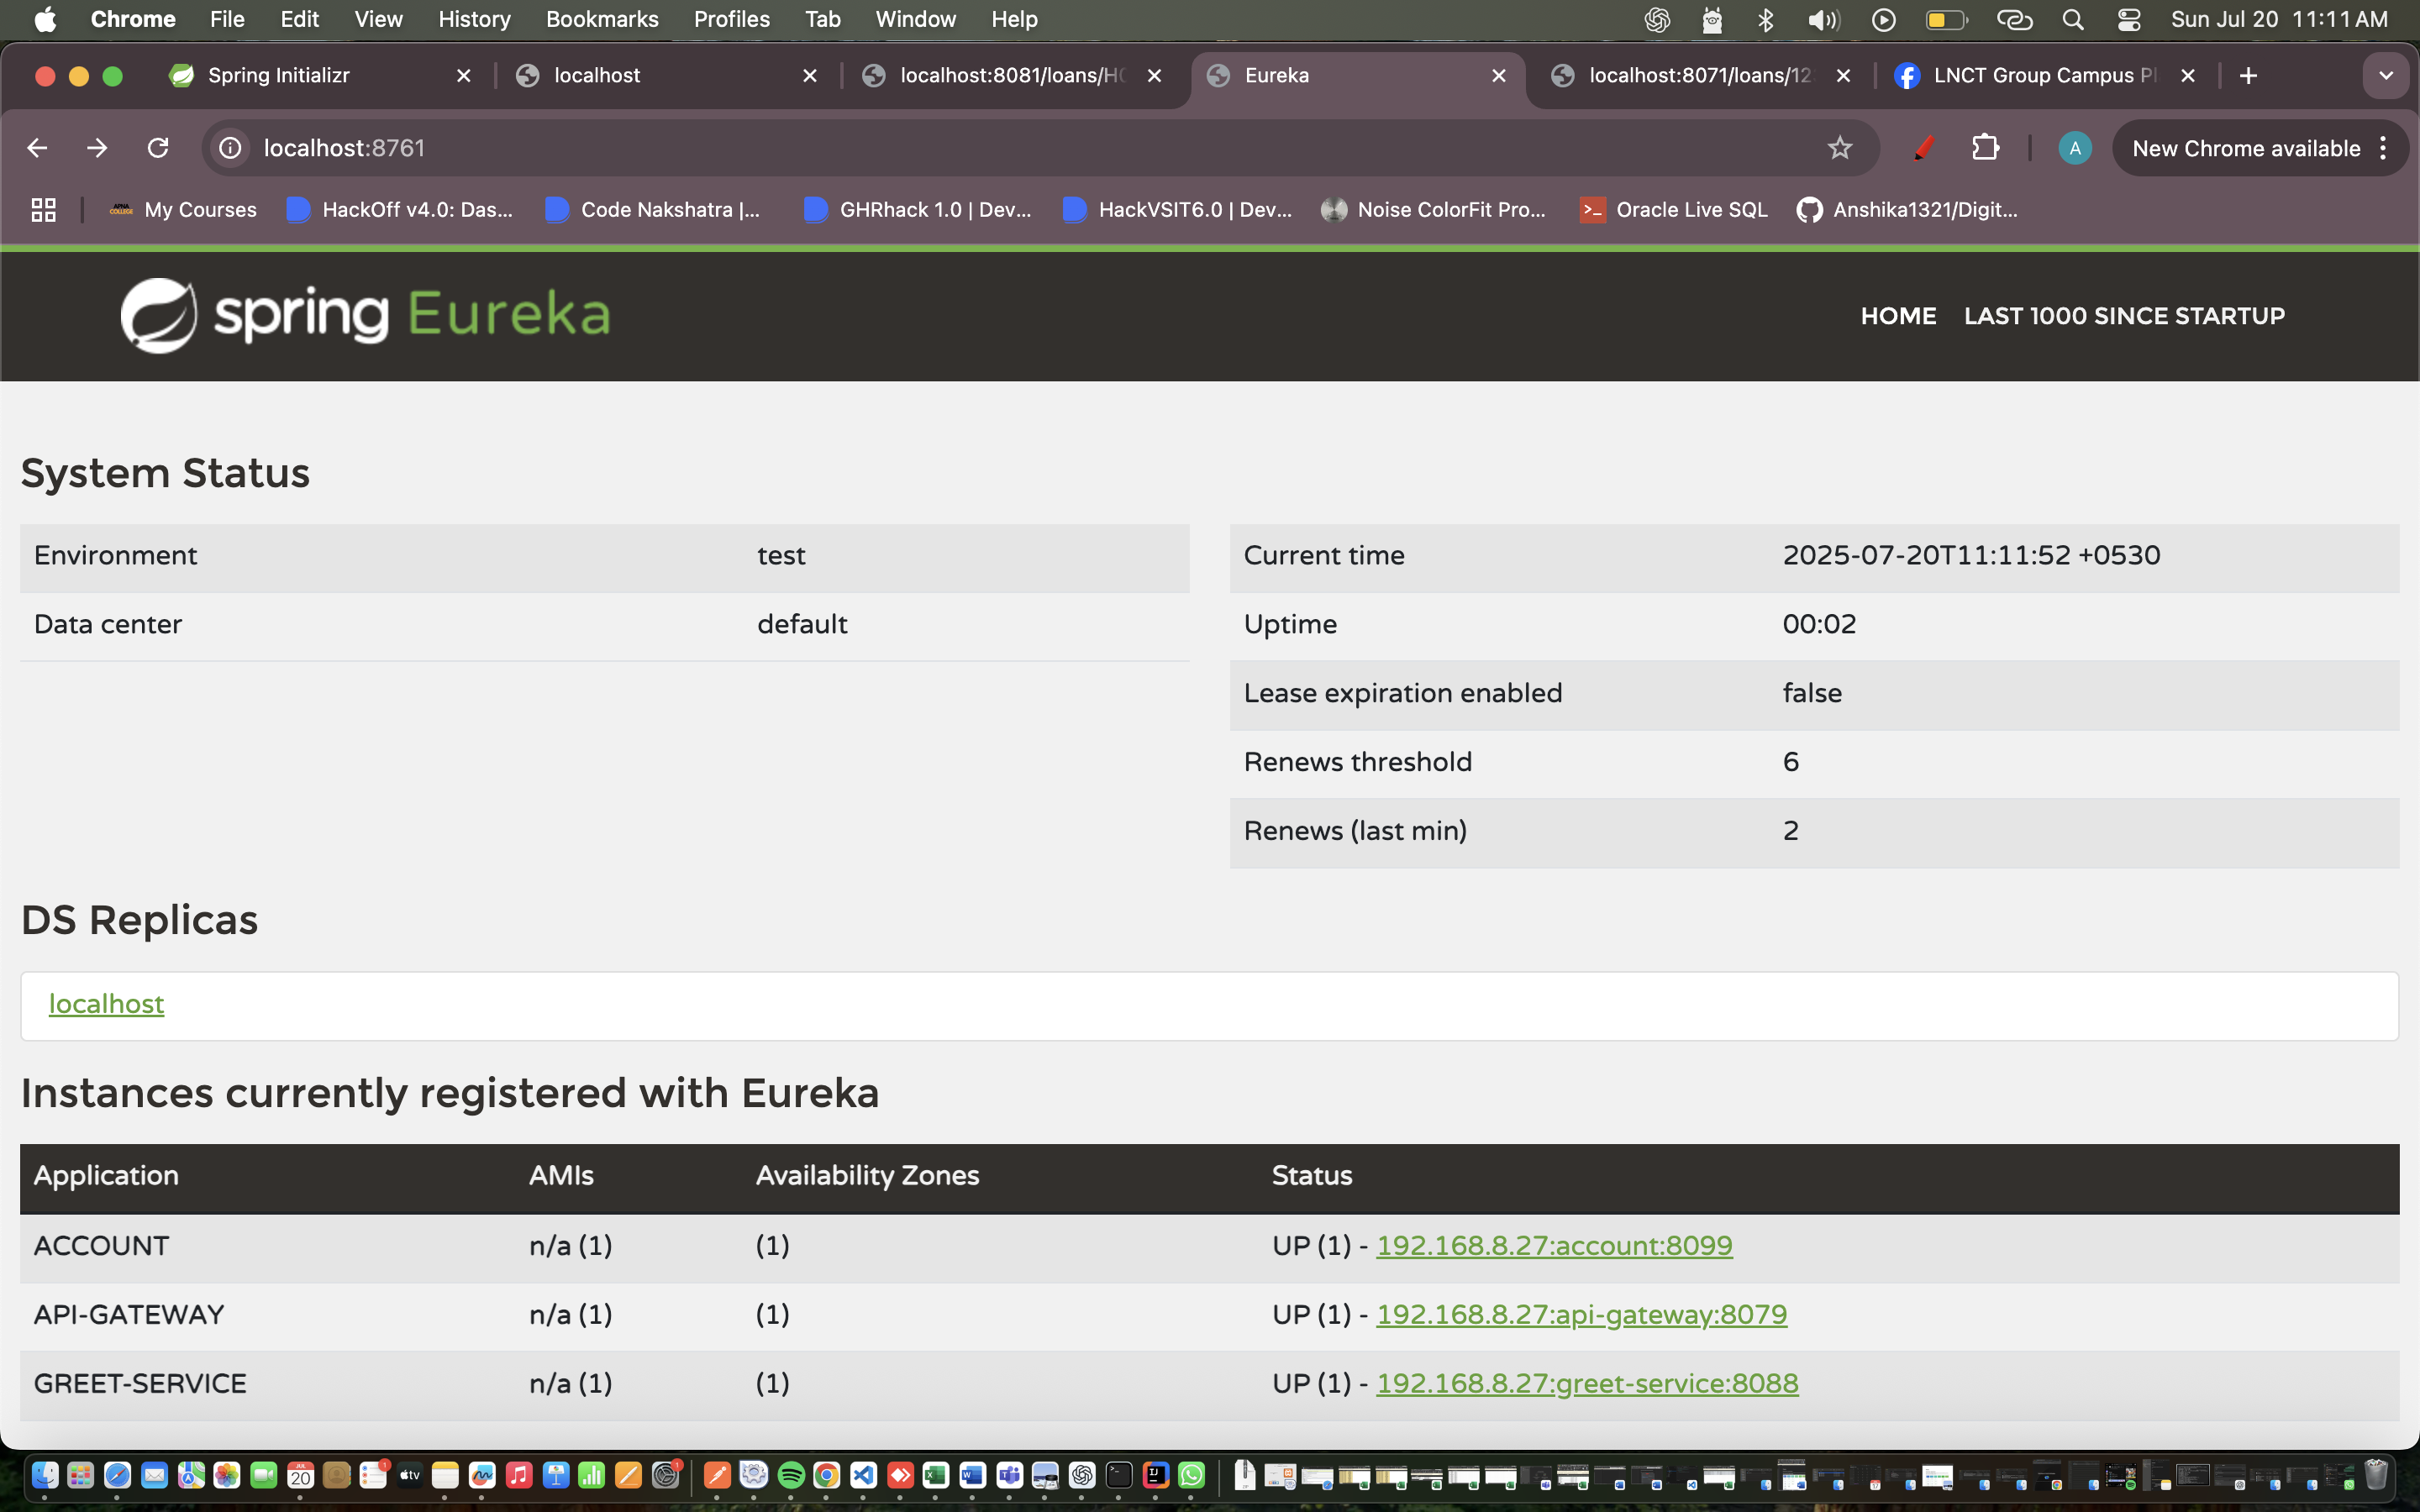 Chrome File Edit View History Bookmarks Profiles Tab Window Help Sun Jul 20 11:11 AM
Spring Initializr localhost localhost:8081/loans/H Eureka localhost:8071/loans/12 LNCT Group Campus Pl
localhost:8761 A New Chrome available
My Courses HackOff v4.0: Das... Code Nakshatra |... GHRhack 1.0 | Dev... HackVSIT6.0 | Dev... Noise ColorFit Pro... Oracle Live SQL Anshika1321/Digit...
spring Eureka HOME LAST 1000 SINCE STARTUP
System Status
Environment test
Data center default
Current time 2025-07-20T11:11:52 +0530
Uptime 00:02
Lease expiration enabled false
Renews threshold 6
Renews (last min) 2
DS Replicas
localhost
Instances currently registered with Eureka
Application AMIs Availability Zones Status
ACCOUNT n/a (1) (1) UP (1) - 192.168.8.27:account:8099
API-GATEWAY n/a (1) (1) UP (1) - 192.168.8.27:api-gateway:8079
GREET-SERVICE n/a (1) (1) UP (1) - 192.168.8.27:greet-service:8088
JUL 20 1 tv 1